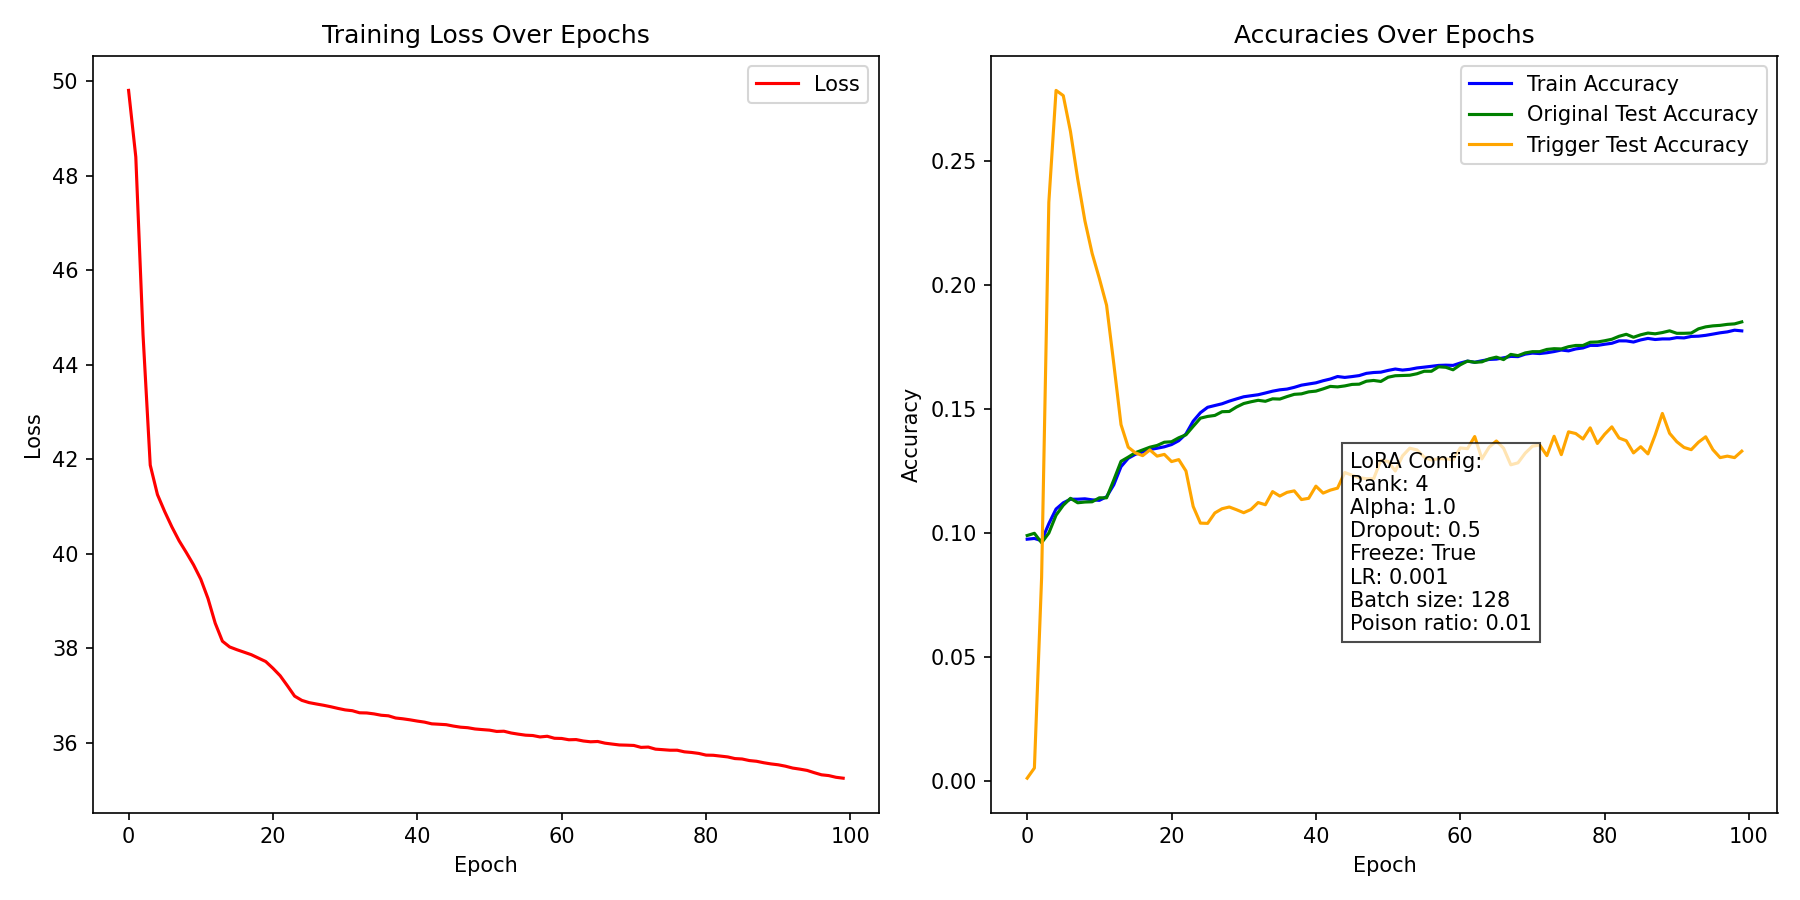 Training Loss Over Epochs
Loss
50
48
46
44
42
40
38
36
Loss
0
20
40
60
80
100
Epoch
Accuracies Over Epochs
Train Accuracy
Original Test Accuracy
Trigger Test Accuracy
0.25
0.20
0.15
0.10
0.05
0.00
Accuracy
LoRA Config:
Rank: 4
Alpha: 1.0
Dropout: 0.5
Freeze: True
LR: 0.001
Batch size: 128
Poison ratio: 0.01
0
20
40
60
80
100
Epoch